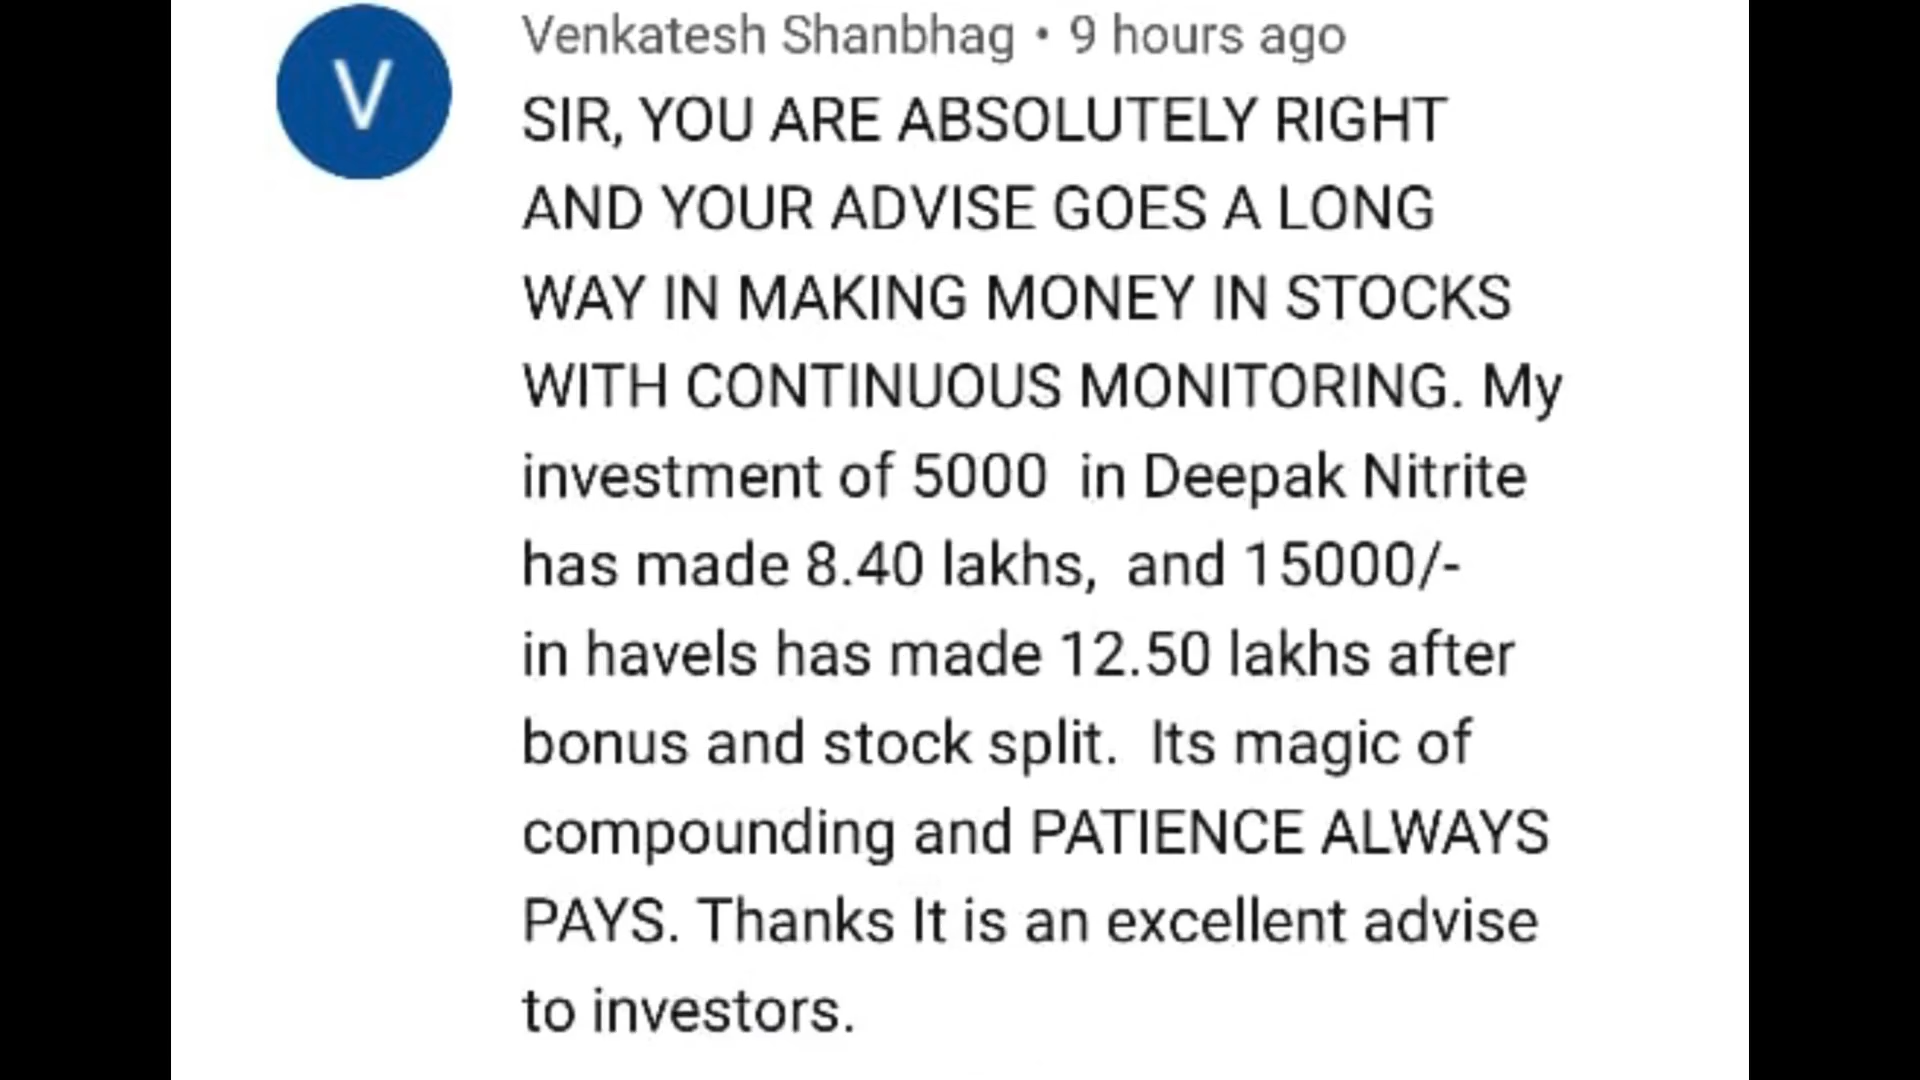 V
Venkatesh Shanbhag • 9 hours ago
SIR, YOU ARE ABSOLUTELY RIGHT
AND YOUR ADVISE GOES A LONG
WAY IN MAKING MONEY IN STOCKS
WITH CONTINUOUS MONITORING. My
investment of 5000  in Deepak Nitrite
has made 8.40 lakhs,  and 15000/-
in havels has made 12.50 lakhs after
bonus and stock split.  Its magic of
compounding and PATIENCE ALWAYS
PAYS. Thanks It is an excellent advise
to investors.